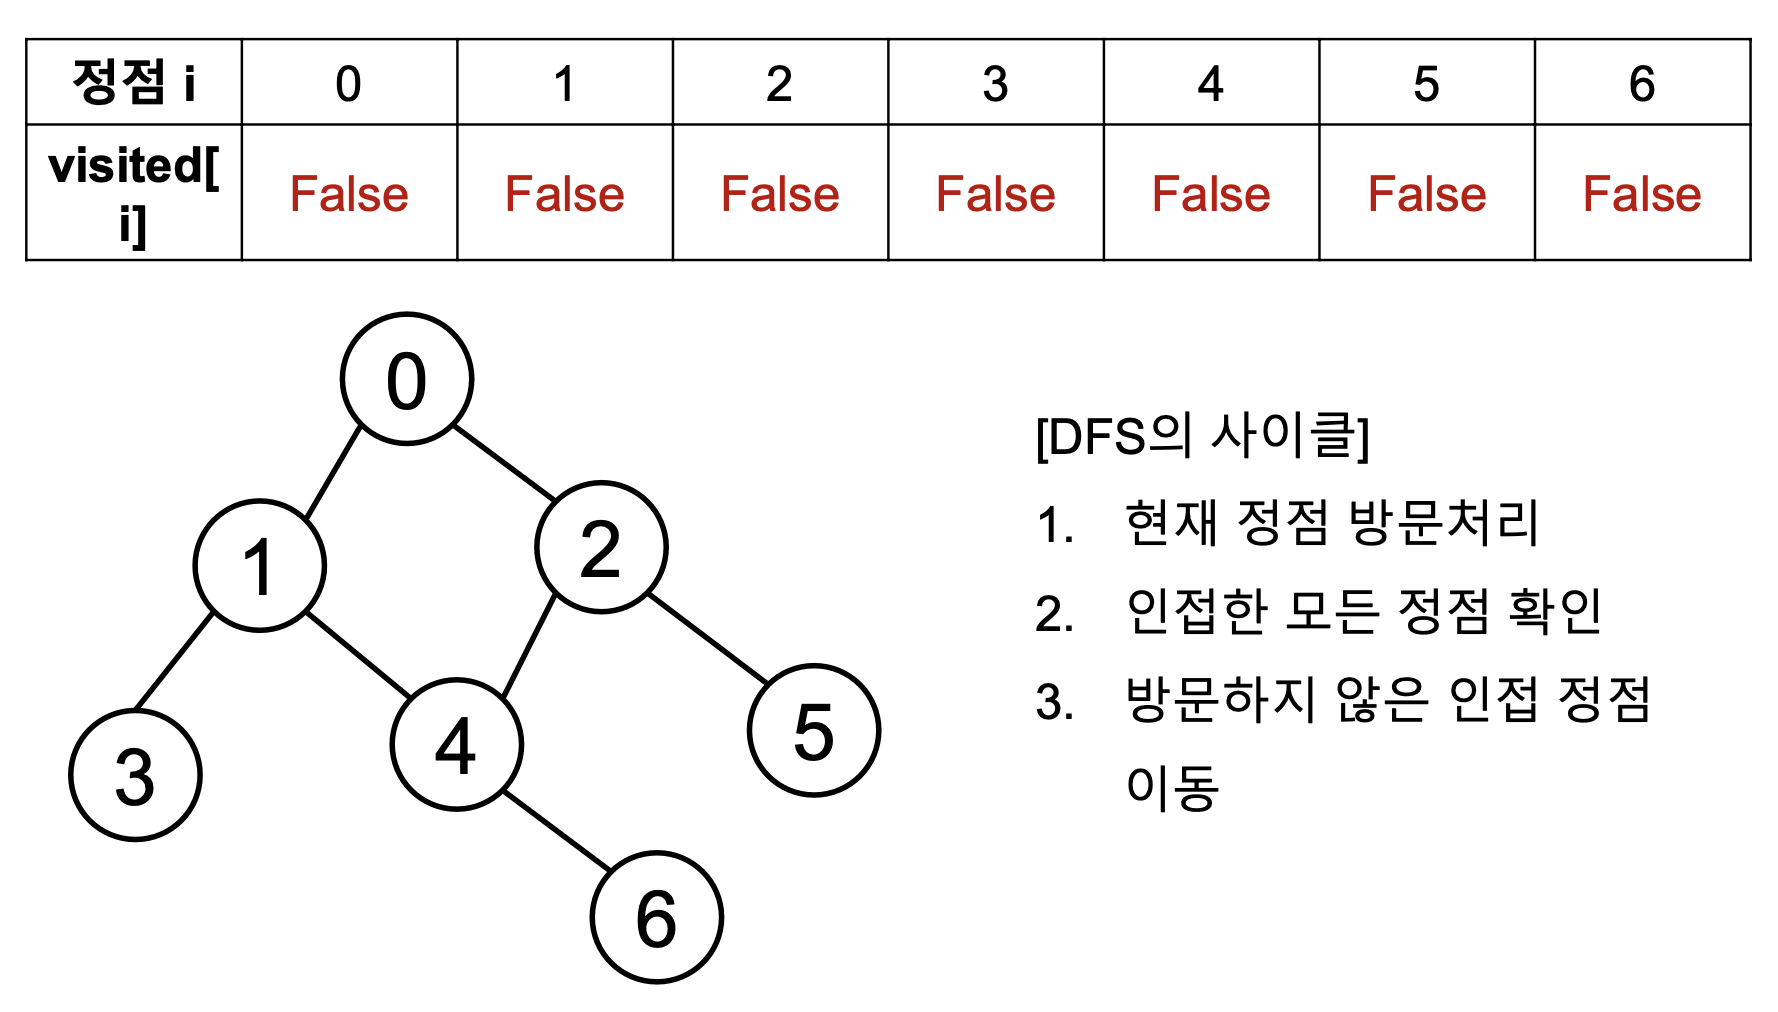 정점 i 0 1 2 3 4 5 6
visited[
i] False False False False False False False
0
1
2
3
4
5
6
[DFS의 사이클]
1. 현재 정점 방문처리
2. 인접한 모든 정점 확인
3. 방문하지 않은 인접 정점
이동